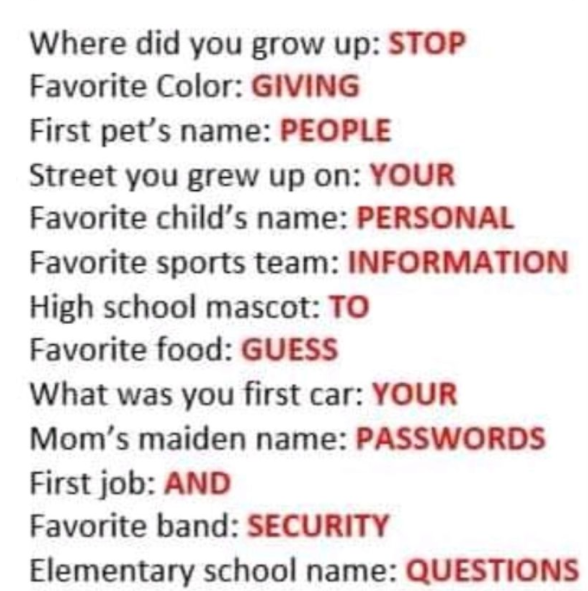 Where did you grow up: STOP
Favorite Color: GIVING
First pet's name: PEOPLE
Street you grew up on: YOUR
Favorite child's name: PERSONAL
Favorite sports team: INFORMATION
High school mascot: TO
Favorite food: GUESS
What was you first car: YOUR
Mom's maiden name: PASSWORDS
First job: AND
Favorite band: SECURITY
Elementary school name: QUESTIONS